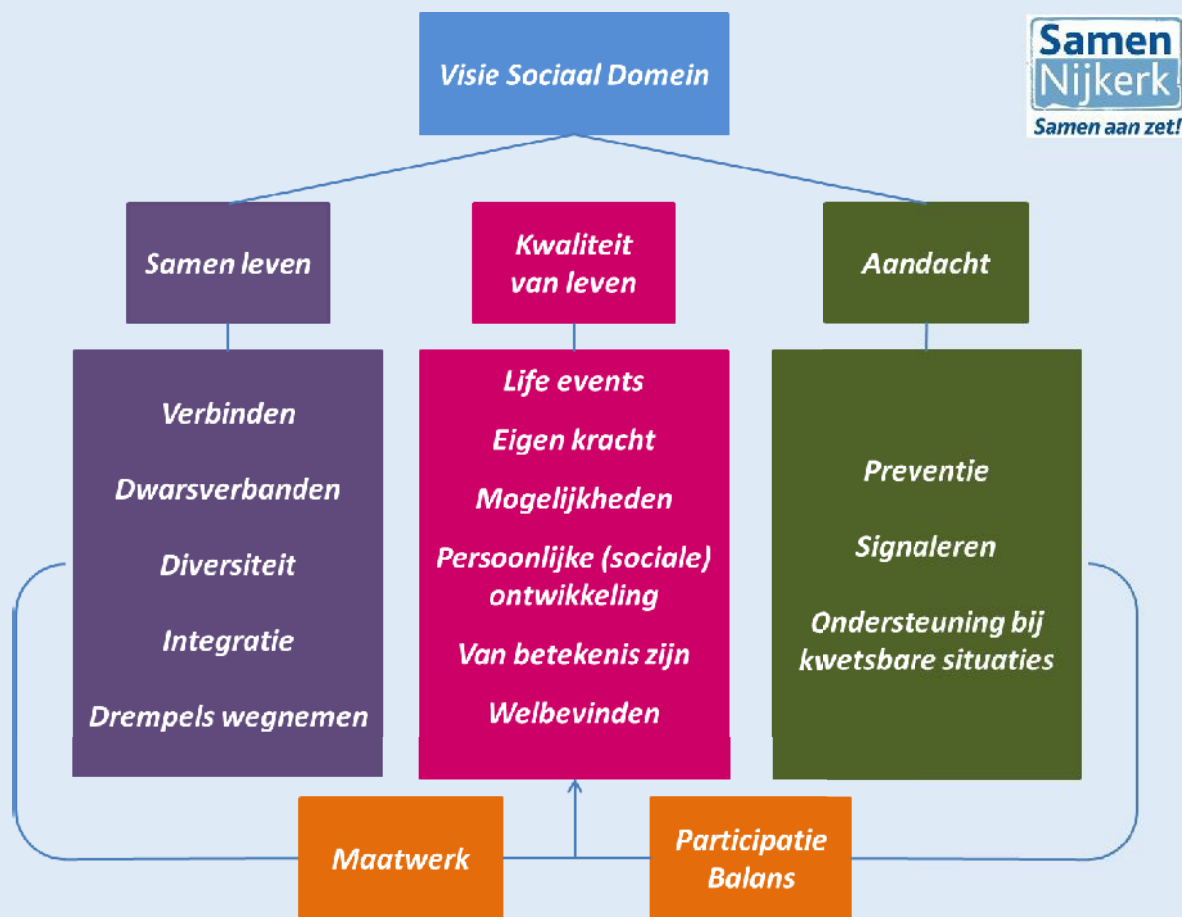 Visie Sociaal Domein
Samen
Nijkerk
Samen aan zet!
Samen leven
Kwaliteit
van leven
Aandacht
Verbinden
Dwarsverbanden
Diversiteit
Integratie
Drempels wegnemen
Life events
Eigen kracht
Mogelijkheden
Persoonlijke (sociale)
ontwikkeling
Van betekenis zijn
Welbevinden
Preventie
Signaleren
Ondersteuning bij
kwetsbare situaties
Maatwerk
Participatie
Balans